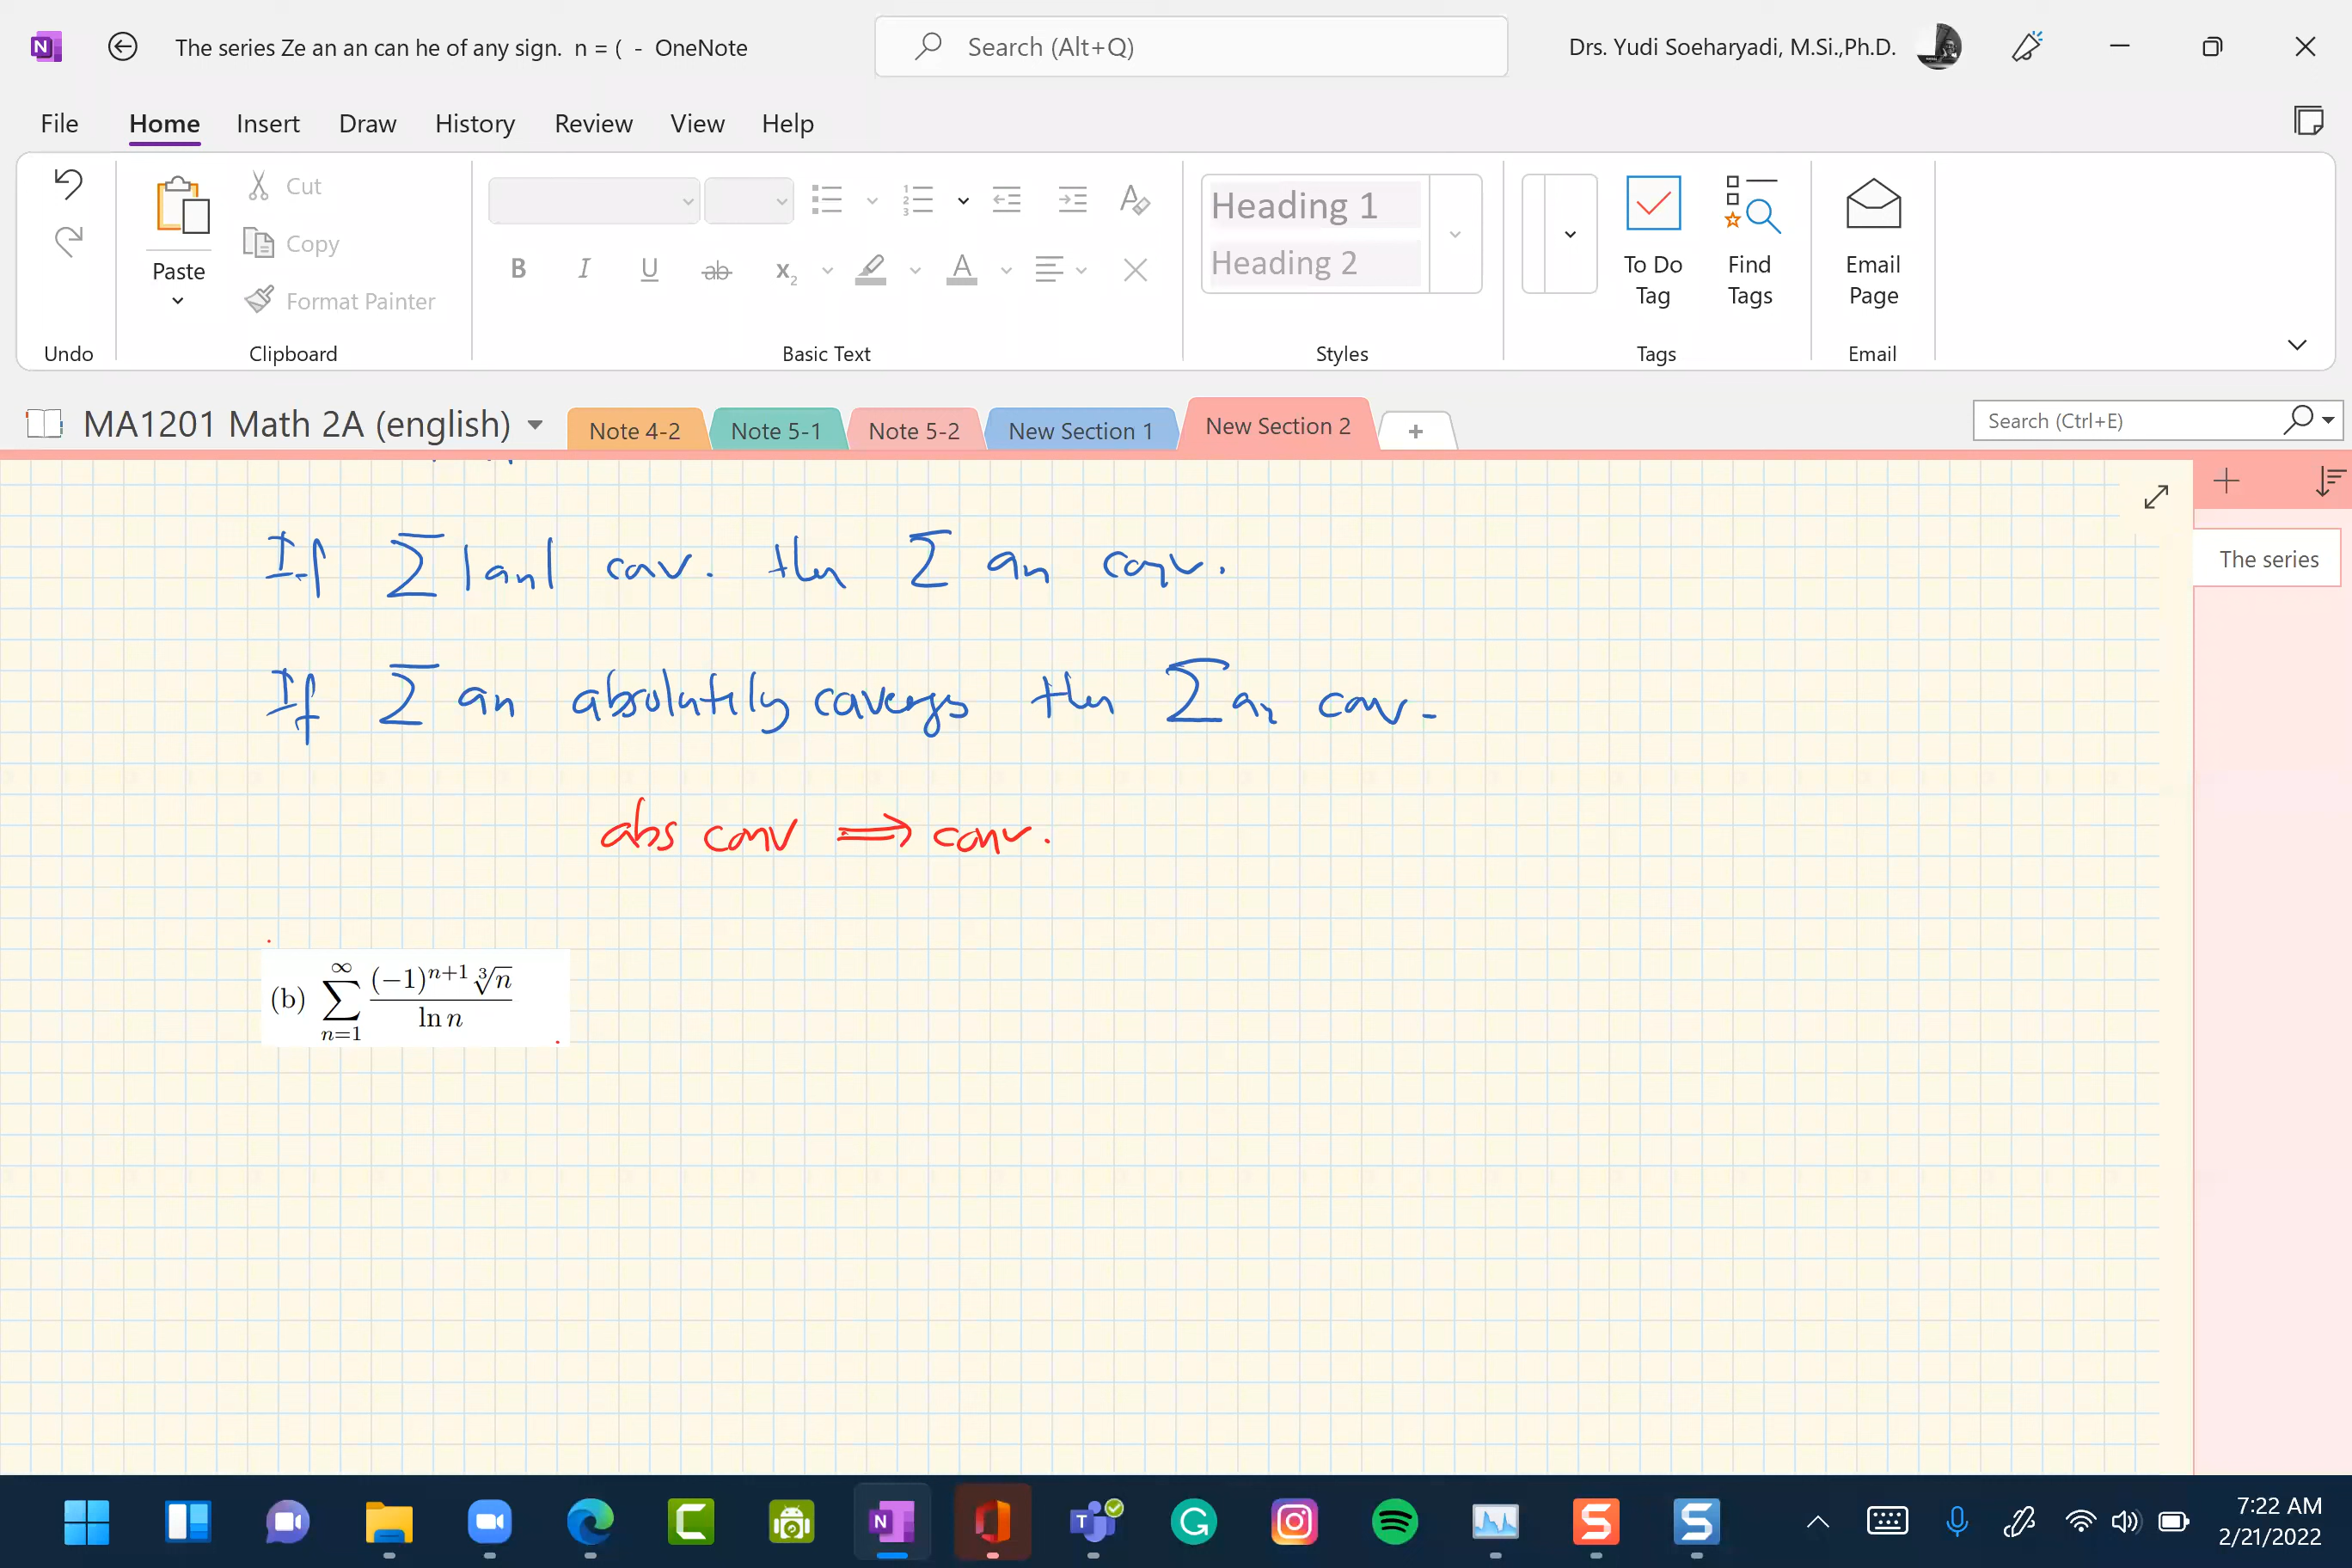 The series Ze an an can he of any sign. n = ( - OneNote
Search (Alt+Q)
Drs. Yudi Soeharyadi, M.Si.,Ph.D.
File Home Insert Draw History Review View Help
Cut
Copy
Format Painter
Paste
Undo
Clipboard
Basic Text
Heading 1
Heading 2
Styles
To Do Tag
Find Tags
Tags
Email Page
Email
MA1201 Math 2A (english)
Note 4-2 Note 5-1 Note 5-2 New Section 1 New Section 2
Search (Ctrl+E)
The series
If ∑ |an| cov. then ∑ an conv.
If ∑ an absolutely converges then ∑ an conv.
abs conv ⟹ conv.
(b) ∑_{n=1}^{∞} (−1)^{n+1} ∛n / ln n
7:22 AM
2/21/2022